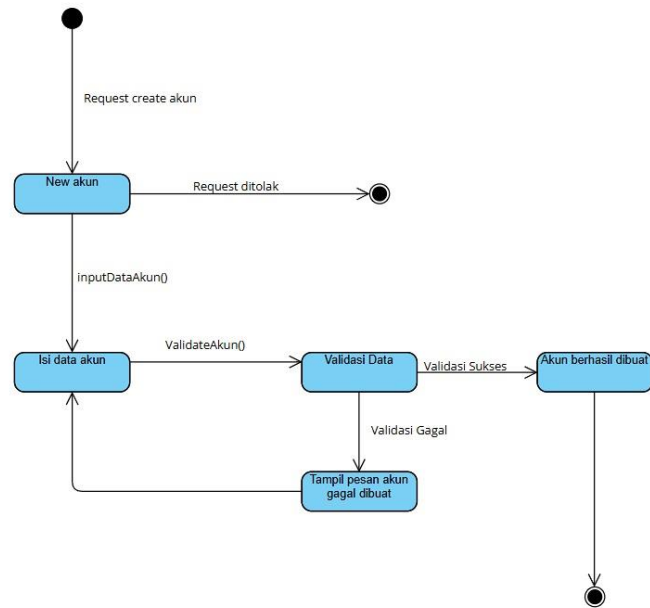 Request create akun
New akun
Request ditolak
inputDataAkun()
Isi data akun
ValidateAkun()
Validasi Data
Validasi Sukses
Akun berhasil dibuat
Validasi Gagal
Tampil pesan akun
gagal dibuat